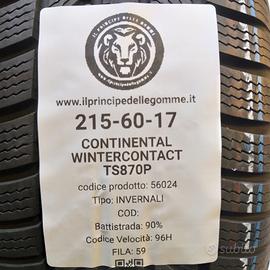 IL PRINCIPE DELLE GOMME
www.ilprincipedellegomme.it
215-60-17
CONTINENTAL
WINTERCONTACT
TS870P
codice prodotto: 56024
Tipo: INVERNALI
COD:
Battistrada: 90%
Codice Velocità: 96H
FILA: 59
subito